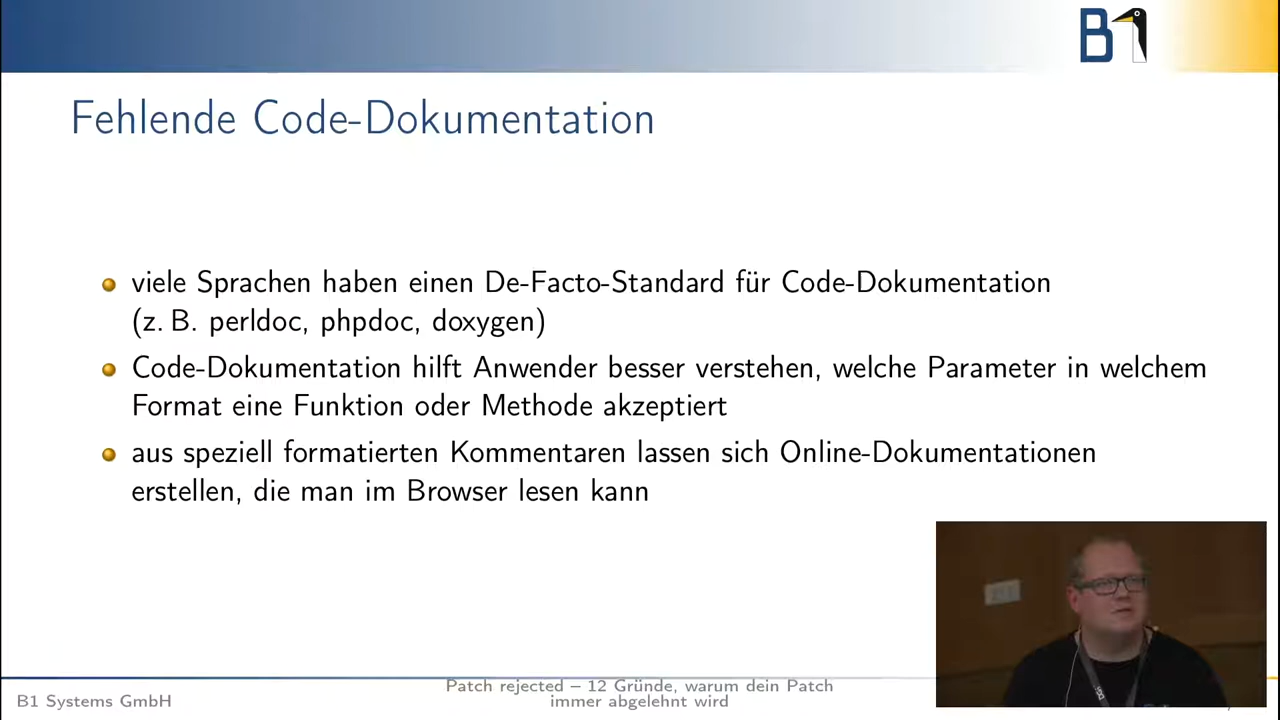 B1
Fehlende Code-Dokumentation
viele Sprachen haben einen De-Facto-Standard für Code-Dokumentation
(z. B. perldoc, phpdoc, doxygen)
Code-Dokumentation hilft Anwender besser verstehen, welche Parameter in welchem
Format eine Funktion oder Methode akzeptiert
aus speziell formatierten Kommentaren lassen sich Online-Dokumentationen
erstellen, die man im Browser lesen kann
B1 Systems GmbH
Patch rejected – 12 Gründe, warum dein Patch
immer abgelehnt wird